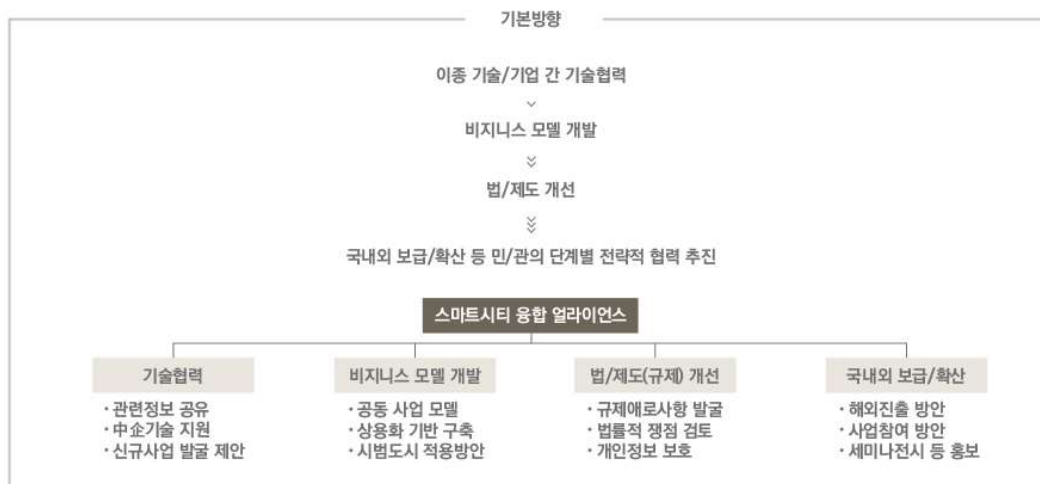 기본방향
이종 기술/기업 간 기술협력
비지니스 모델 개발
법/제도 개선
국내외 보급/확산 등 민/관의 단계별 전략적 협력 추진
스마트시티 융합 얼라이언스
기술협력
· 관련정보 공유
· 中企기술 지원
· 신규사업 발굴 제안
비지니스 모델 개발
· 공동 사업 모델
· 상용화 기반 구축
· 시범도시 적용방안
법/제도(규제) 개선
· 규제애로사항 발굴
· 법률적 쟁점 검토
· 개인정보 보호
국내외 보급/확산
· 해외진출 방안
· 사업참여 방안
· 세미나전시 등 홍보